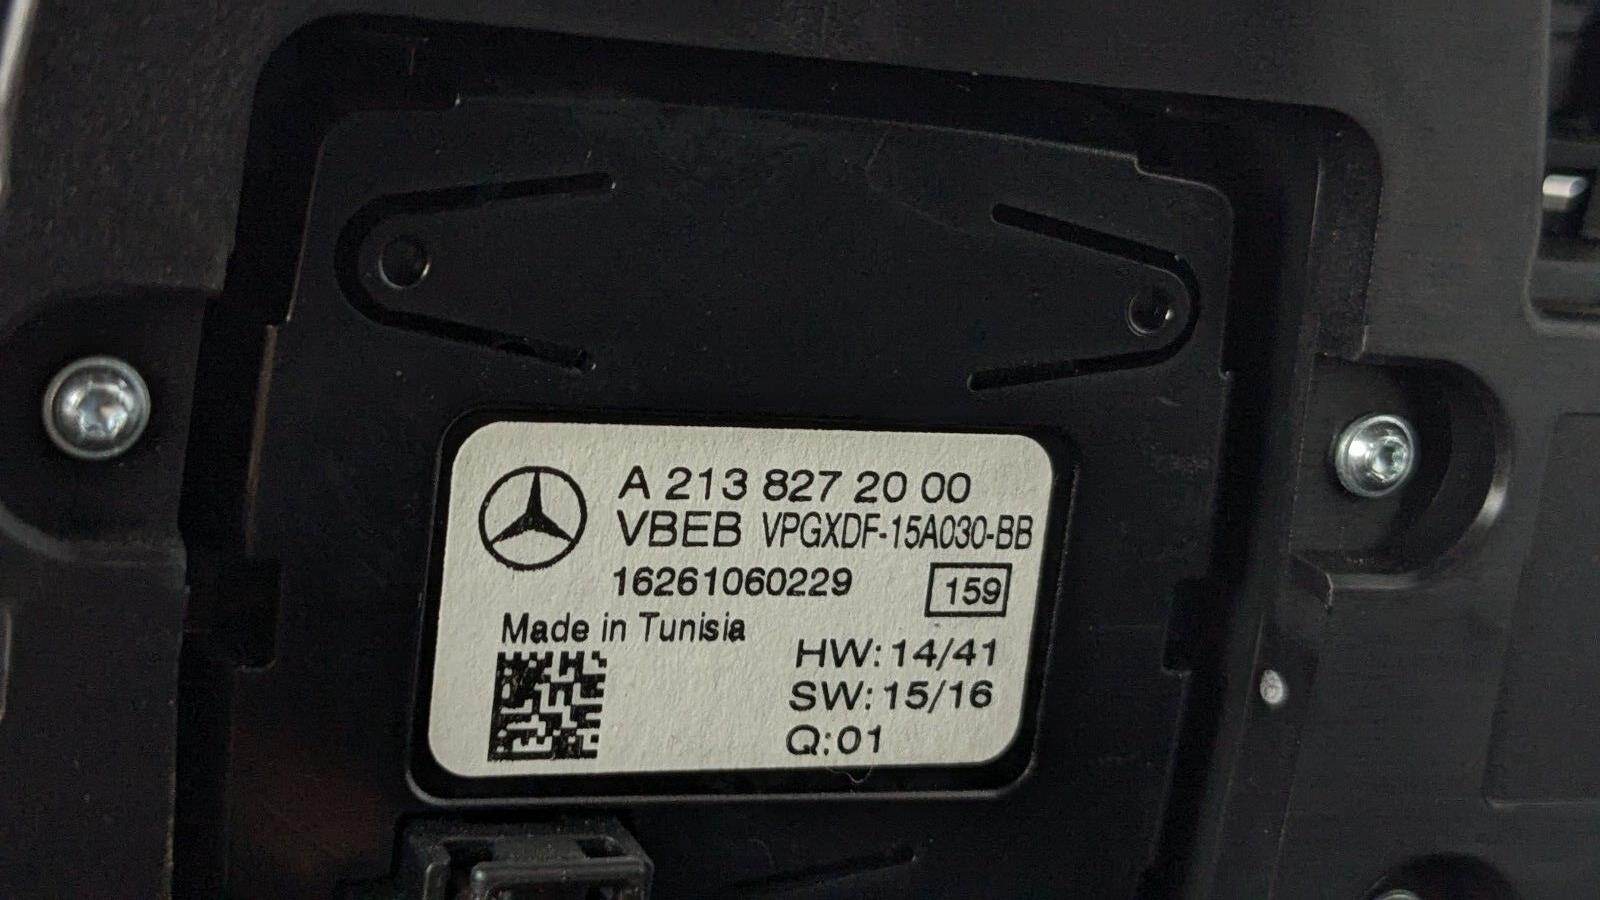 A 213 827 20 00
VBEB VPGXDF-15A030-BB
16261060229 159
Made in Tunisia
HW: 14/41
SW: 15/16
Q:01